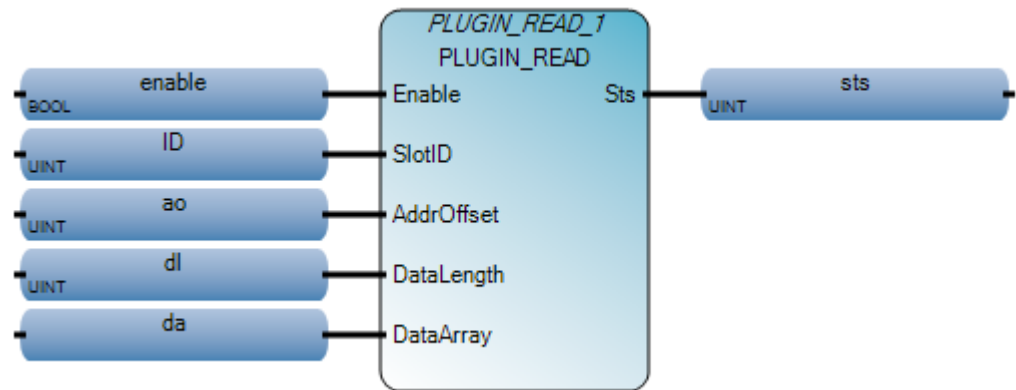 PLUGIN_READ_1
PLUGIN_READ
enable
BOOL
Enable
Sts
sts
UINT
ID
UINT
SlotID
ao
UINT
AddrOffset
dl
UINT
DataLength
da
DataArray